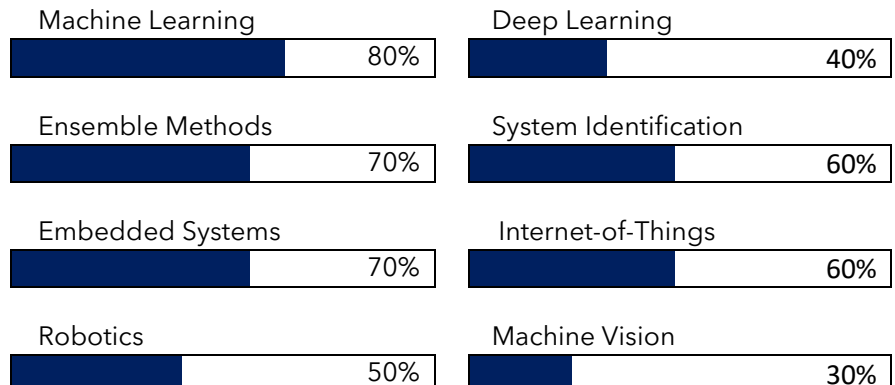 Machine Learning
80%
Deep Learning
40%
Ensemble Methods
70%
System Identification
60%
Embedded Systems
70%
Internet-of-Things
60%
Robotics
50%
Machine Vision
30%